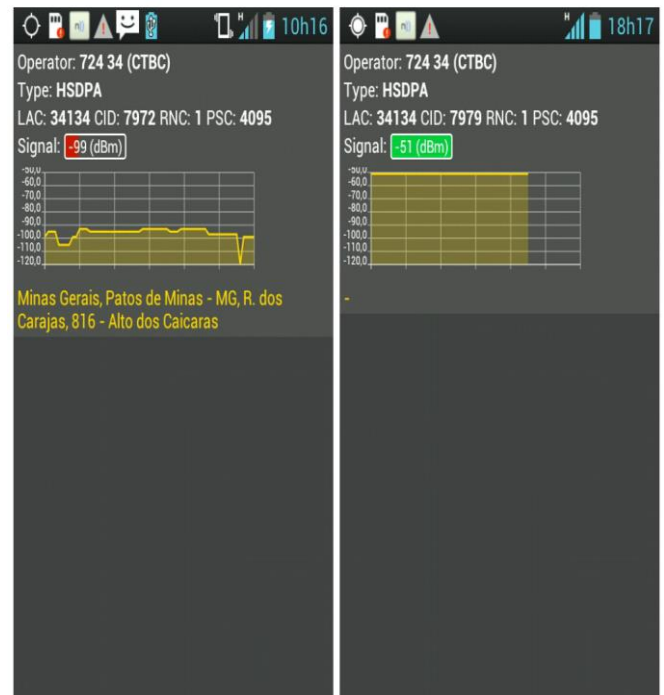 10h16
Operator: 724 34 (CTBC)
Type: HSDPA
LAC: 34134 CID: 7972 RNC: 1 PSC: 4095
Signal: -99 (dBm)
-50,0
-60,0
-70,0
-80,0
-90,0
-100,0
-110,0
-120,0
Minas Gerais, Patos de Minas - MG, R. dos
Carajas, 816 - Alto dos Caicaras
18h17
Operator: 724 34 (CTBC)
Type: HSDPA
LAC: 34134 CID: 7979 RNC: 1 PSC: 4095
Signal: -51 (dBm)
-50,0
-60,0
-70,0
-80,0
-90,0
-100,0
-110,0
-120,0
-